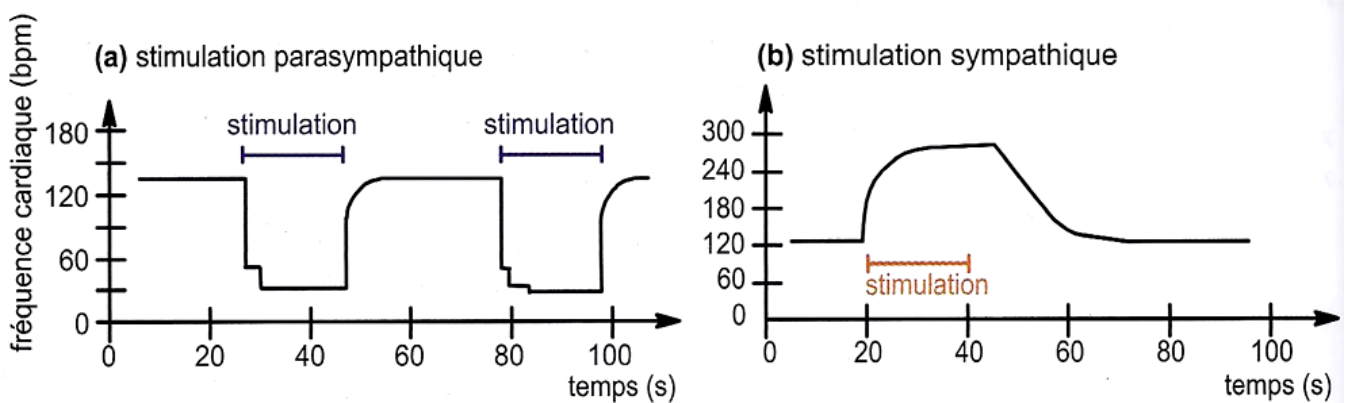 fréquence cardiaque (bpm)
(a) stimulation parasympathique
180
120
60
0
stimulation
stimulation
0 20 40 60 80 100
temps (s)
(b) stimulation sympathique
300
240
180
120
60
0
stimulation
0 20 40 60 80 100
temps (s)